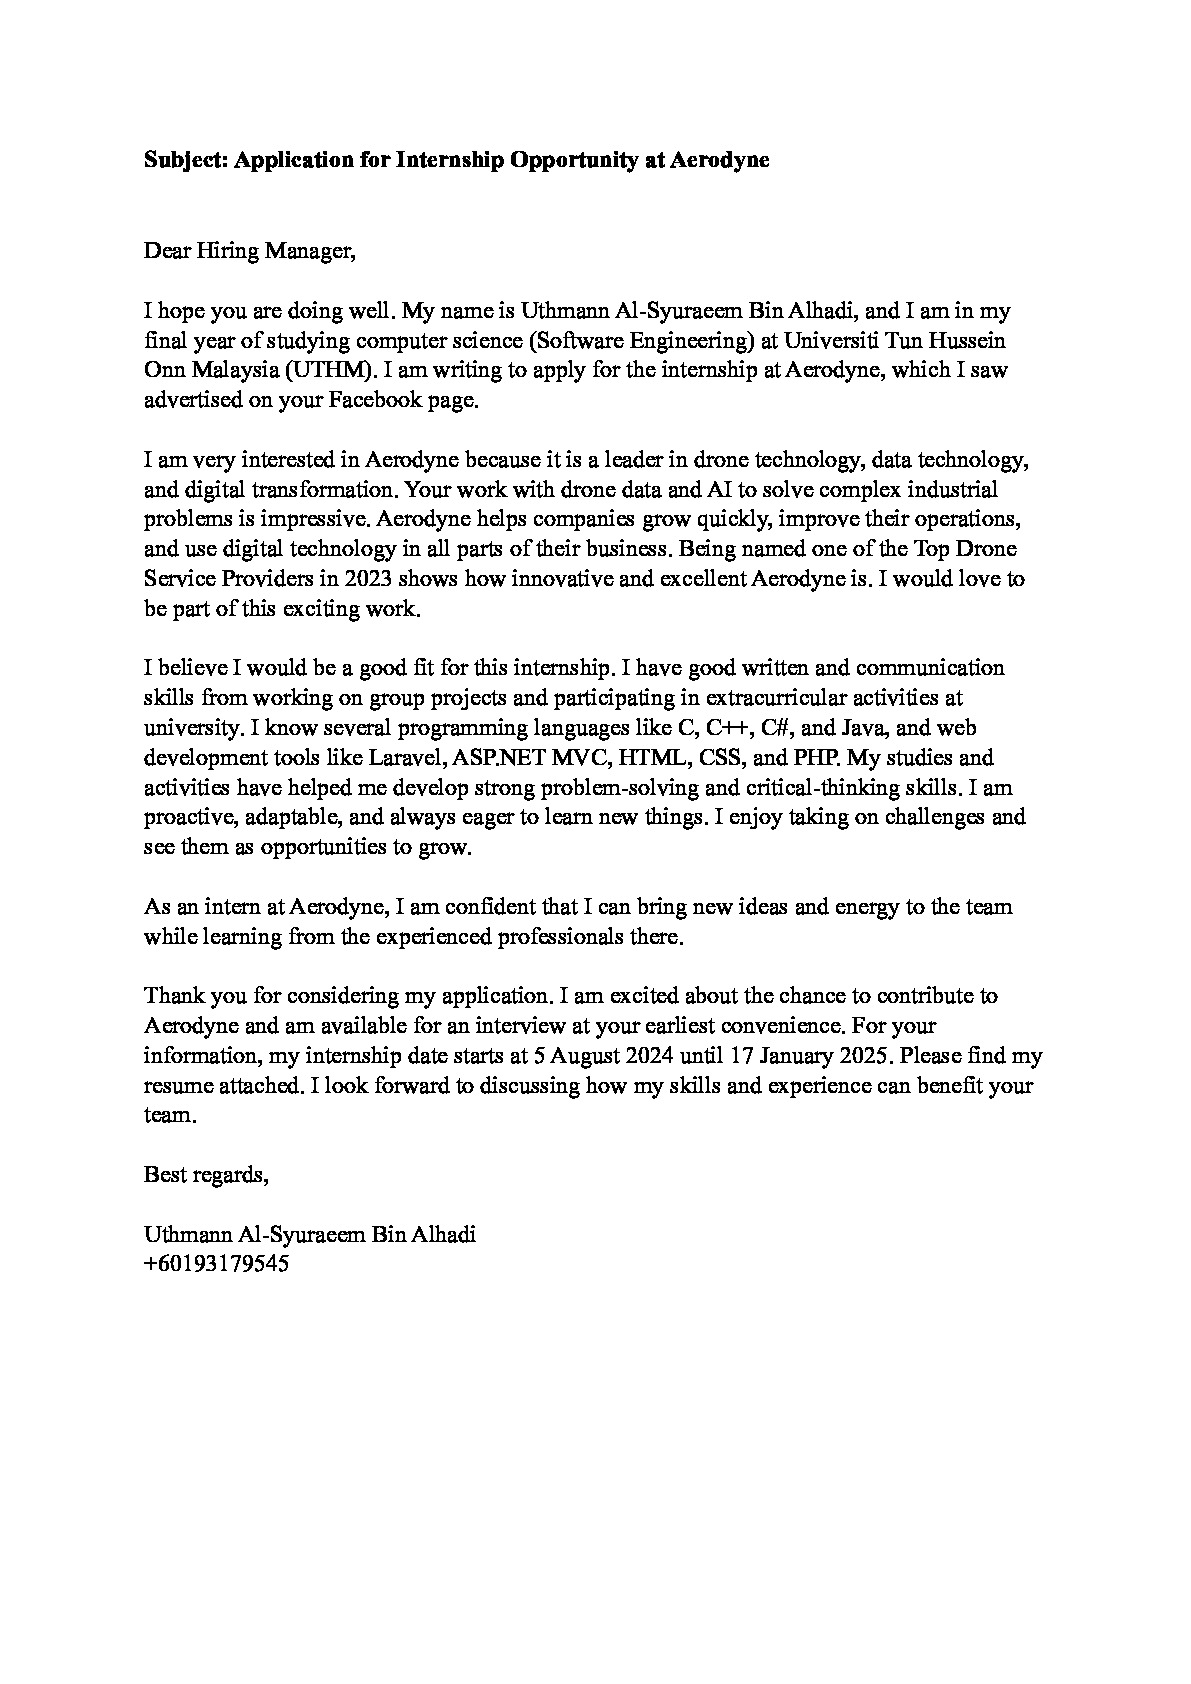 Subject: Application for Internship Opportunity at Aerodyne
Dear Hiring Manager,
I hope you are doing well. My name is Uthmann Al-Syuraeem Bin Alhadi, and I am in my
final year of studying computer science (Software Engineering) at Universiti Tun Hussein
Onn Malaysia (UTHM). I am writing to apply for the internship at Aerodyne, which I saw
advertised on your Facebook page.
I am very interested in Aerodyne because it is a leader in drone technology, data technology,
and digital transformation. Your work with drone data and AI to solve complex industrial
problems is impressive. Aerodyne helps companies grow quickly, improve their operations,
and use digital technology in all parts of their business. Being named one of the Top Drone
Service Providers in 2023 shows how innovative and excellent Aerodyne is. I would love to
be part of this exciting work.
I believe I would be a good fit for this internship. I have good written and communication
skills from working on group projects and participating in extracurricular activities at
university. I know several programming languages like C, C++, C#, and Java, and web
development tools like Laravel, ASP.NET MVC, HTML, CSS, and PHP. My studies and
activities have helped me develop strong problem-solving and critical-thinking skills. I am
proactive, adaptable, and always eager to learn new things. I enjoy taking on challenges and
see them as opportunities to grow.
As an intern at Aerodyne, I am confident that I can bring new ideas and energy to the team
while learning from the experienced professionals there.
Thank you for considering my application. I am excited about the chance to contribute to
Aerodyne and am available for an interview at your earliest convenience. For your
information, my internship date starts at 5 August 2024 until 17 January 2025. Please find my
resume attached. I look forward to discussing how my skills and experience can benefit your
team.
Best regards,
Uthmann Al-Syuraeem Bin Alhadi
+60193179545